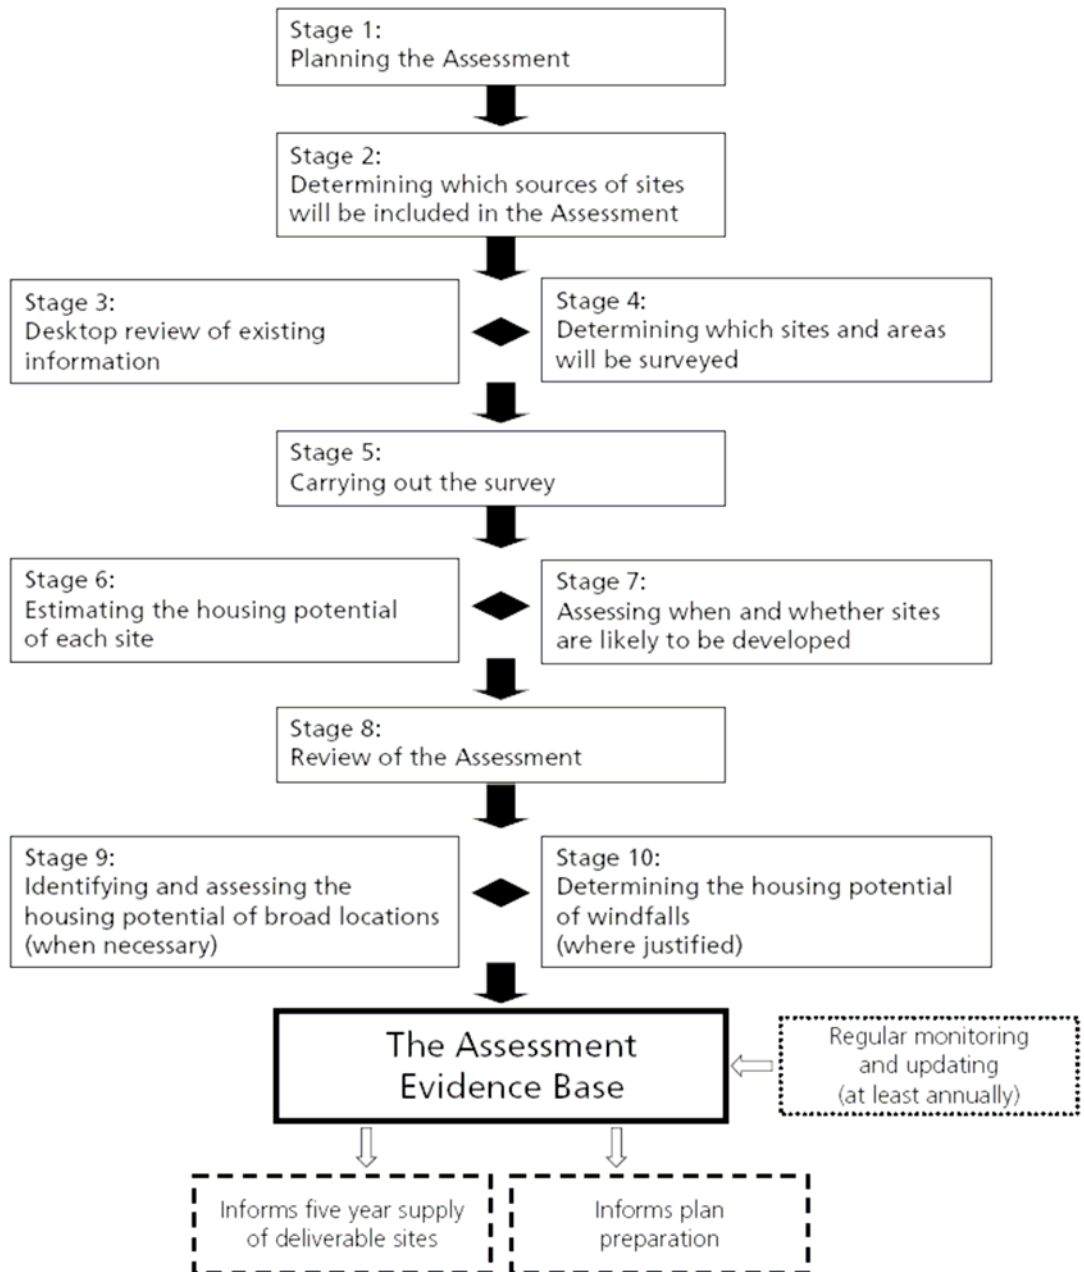 Stage 1:
Planning the Assessment
Stage 2:
Determining which sources of sites
will be included in the Assessment
Stage 3:
Desktop review of existing
information
Stage 4:
Determining which sites and areas
will be surveyed
Stage 5:
Carrying out the survey
Stage 6:
Estimating the housing potential
of each site
Stage 7:
Assessing when and whether sites
are likely to be developed
Stage 8:
Review of the Assessment
Stage 9:
Identifying and assessing the
housing potential of broad locations
(when necessary)
Stage 10:
Determining the housing potential
of windfalls
(where justified)
The Assessment
Evidence Base
Regular monitoring
and updating
(at least annually)
Informs five year supply
of deliverable sites
Informs plan
preparation